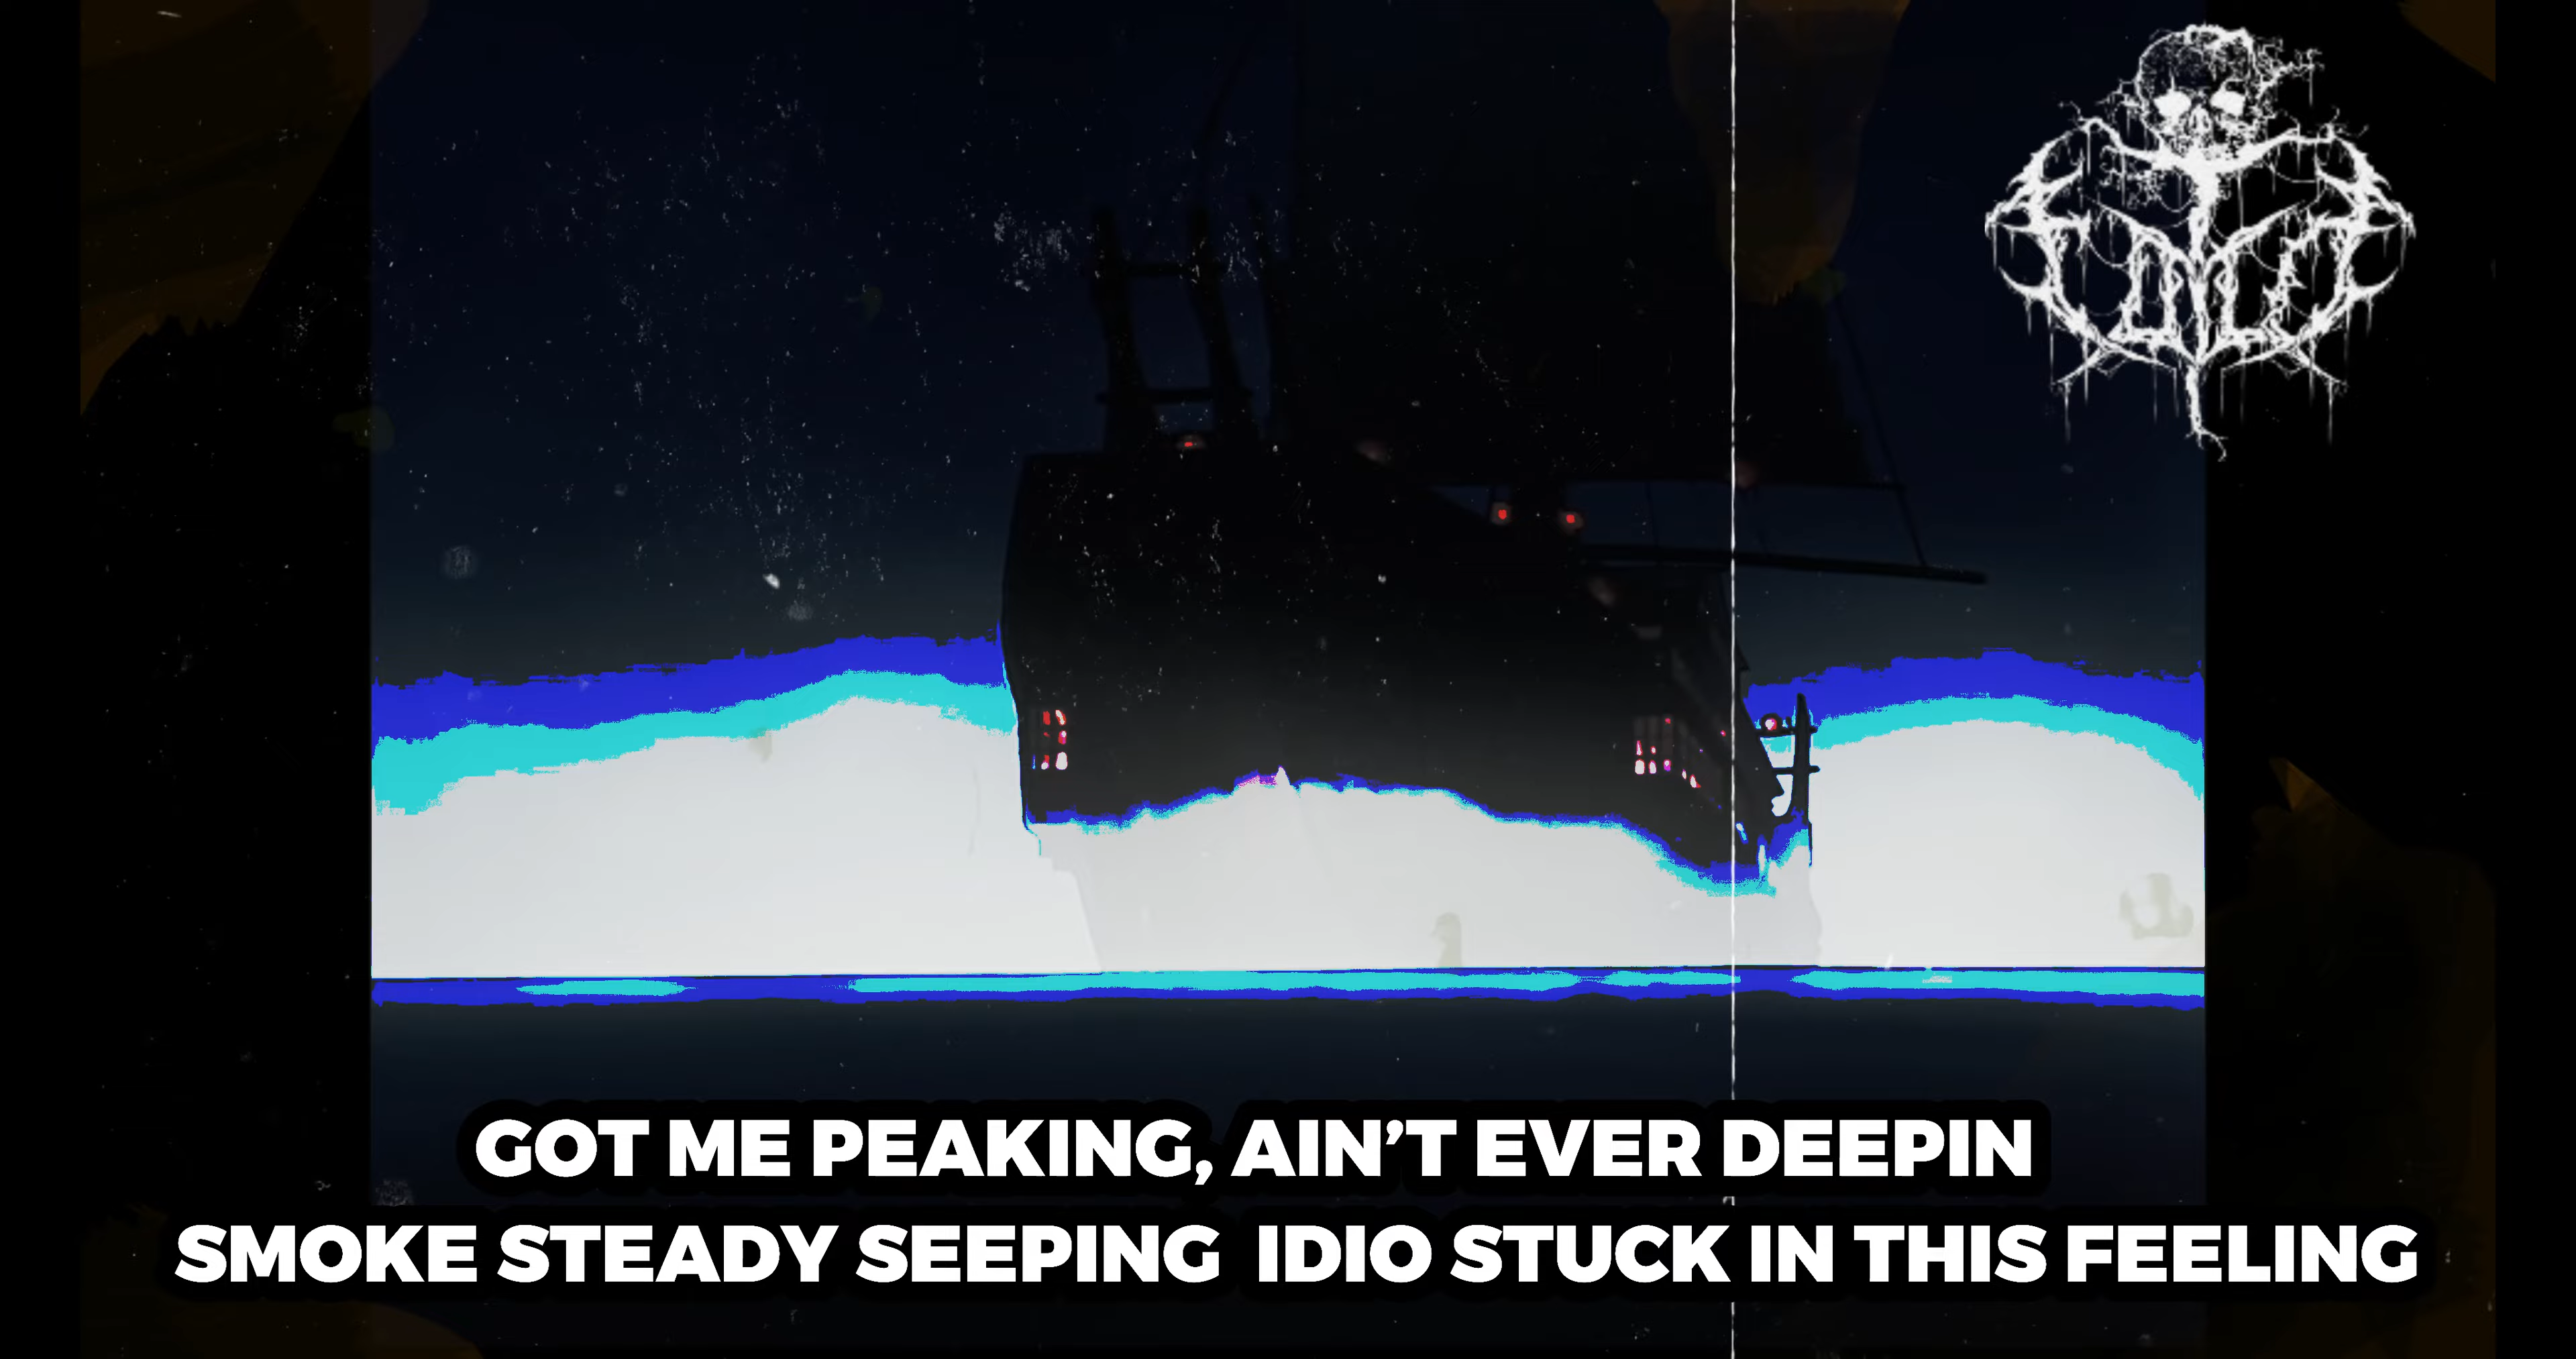 GOT ME PEAKING, AIN’T EVER DEEPIN
SMOKE STEADY SEEPING  IDIO STUCK IN THIS FEELING